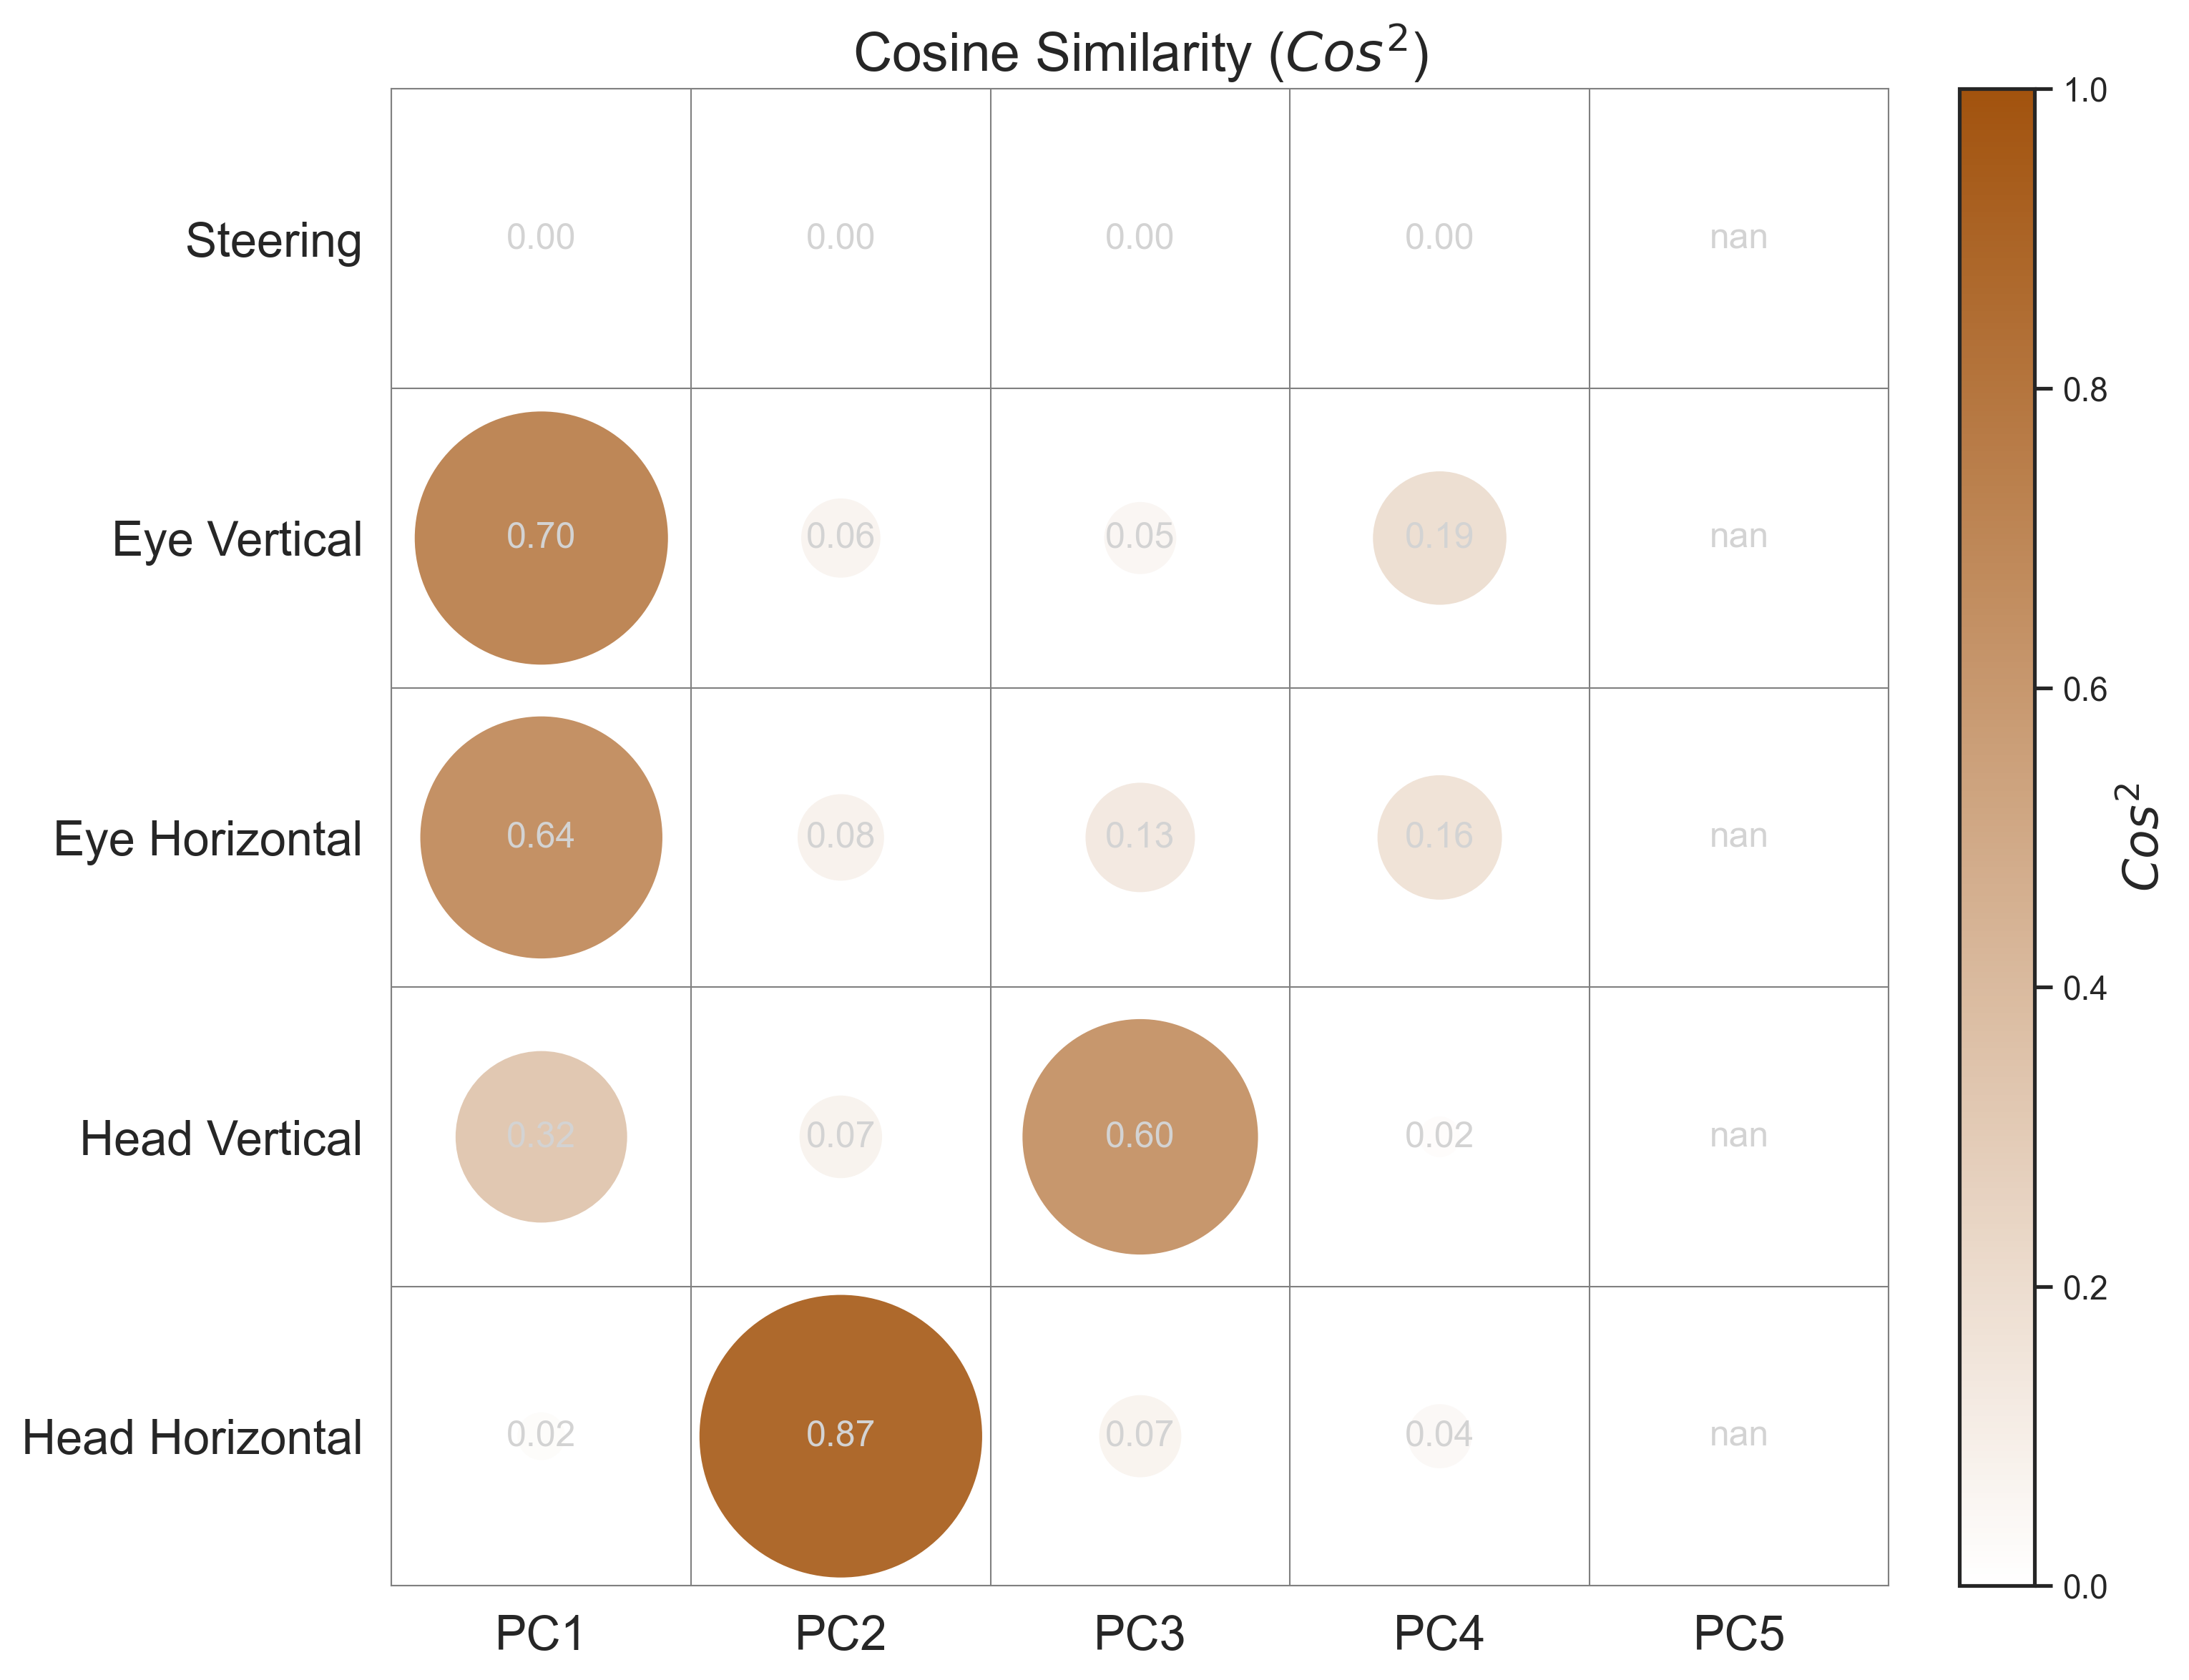 Cosine Similarity (Cos²)
Steering 0.00 0.00 0.00 0.00 nan
Eye Vertical 0.70 0.06 0.05 0.19 nan
Eye Horizontal 0.64 0.08 0.13 0.16 nan
Head Vertical 0.32 0.07 0.60 0.02 nan
Head Horizontal 0.02 0.87 0.07 0.04 nan
PC1 PC2 PC3 PC4 PC5
1.0
0.8
0.6
0.4
0.2
0.0
Cos²